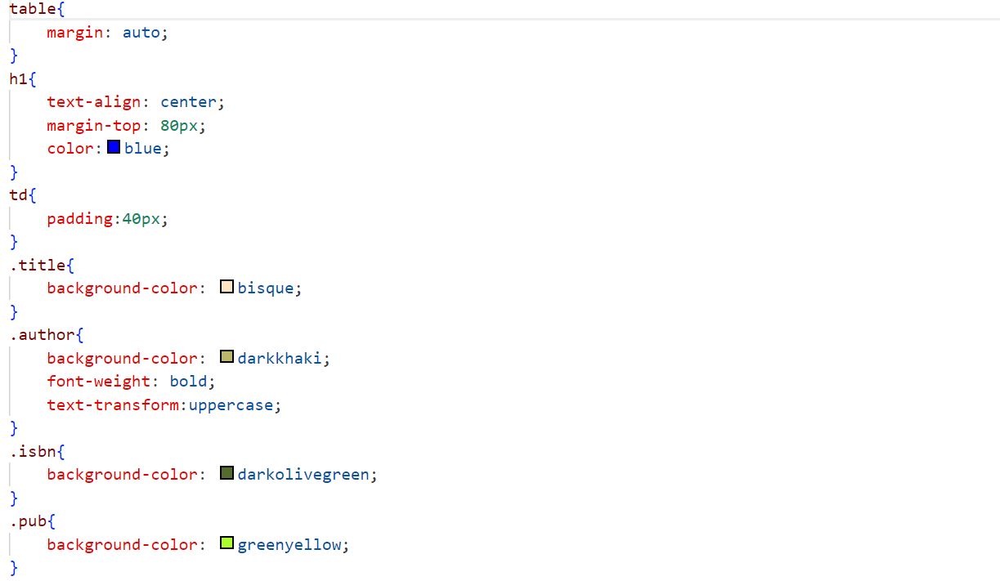 table{
    margin: auto;
}
h1{
    text-align: center;
    margin-top: 80px;
    color:blue;
}
td{
    padding:40px;
}
.title{
    background-color: bisque;
}
.author{
    background-color: darkkhaki;
    font-weight: bold;
    text-transform:uppercase;
}
.isbn{
    background-color: darkolivegreen;
}
.pub{
    background-color: greenyellow;
}